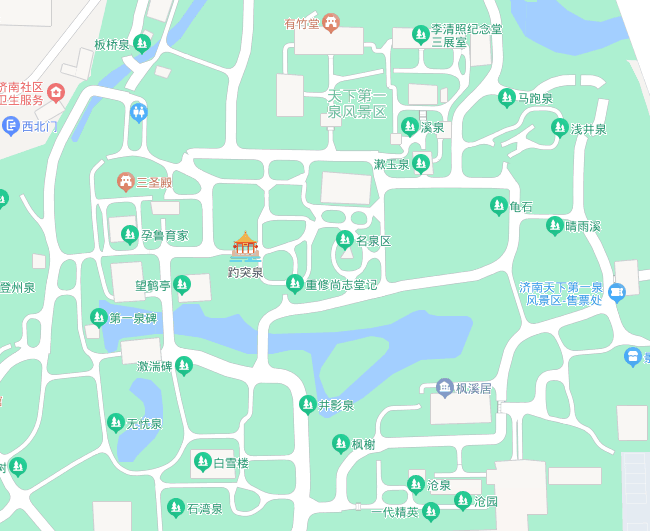 有竹堂
李清照纪念堂
三展室
板桥泉
济南社区
卫生服务
天下第一
泉风景区
马跑泉
西北门
溪泉
浅井泉
漱玉泉
三圣殿
龟石
晴雨溪
孕鲁育家
名泉区
趵突泉
望鹤亭
重修尚志堂记
登州泉
济南天下第一泉
风景区-售票处
第一泉碑
激湍碑
枫溪居
井影泉
无忧泉
枫榭
白雪楼
沧泉
石湾泉
沧园
一代精英